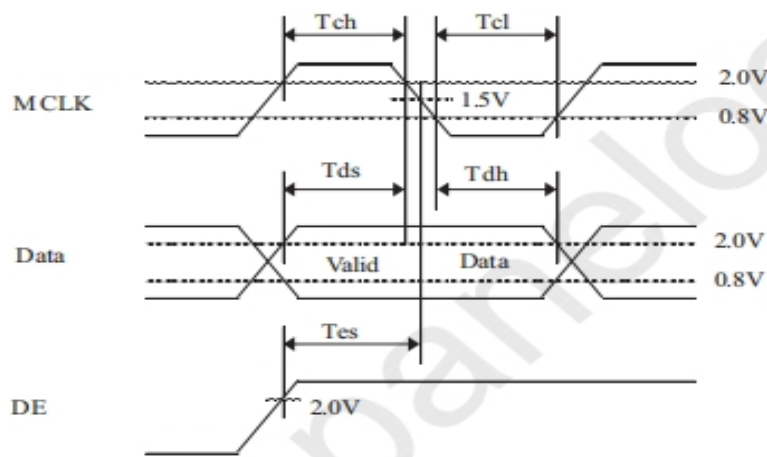 Tch
Tcl
2.0V
MCLK
1.5V
0.8V
Tds
Tdh
2.0V
Data
Valid
Data
0.8V
Tes
DE
2.0V
panelo